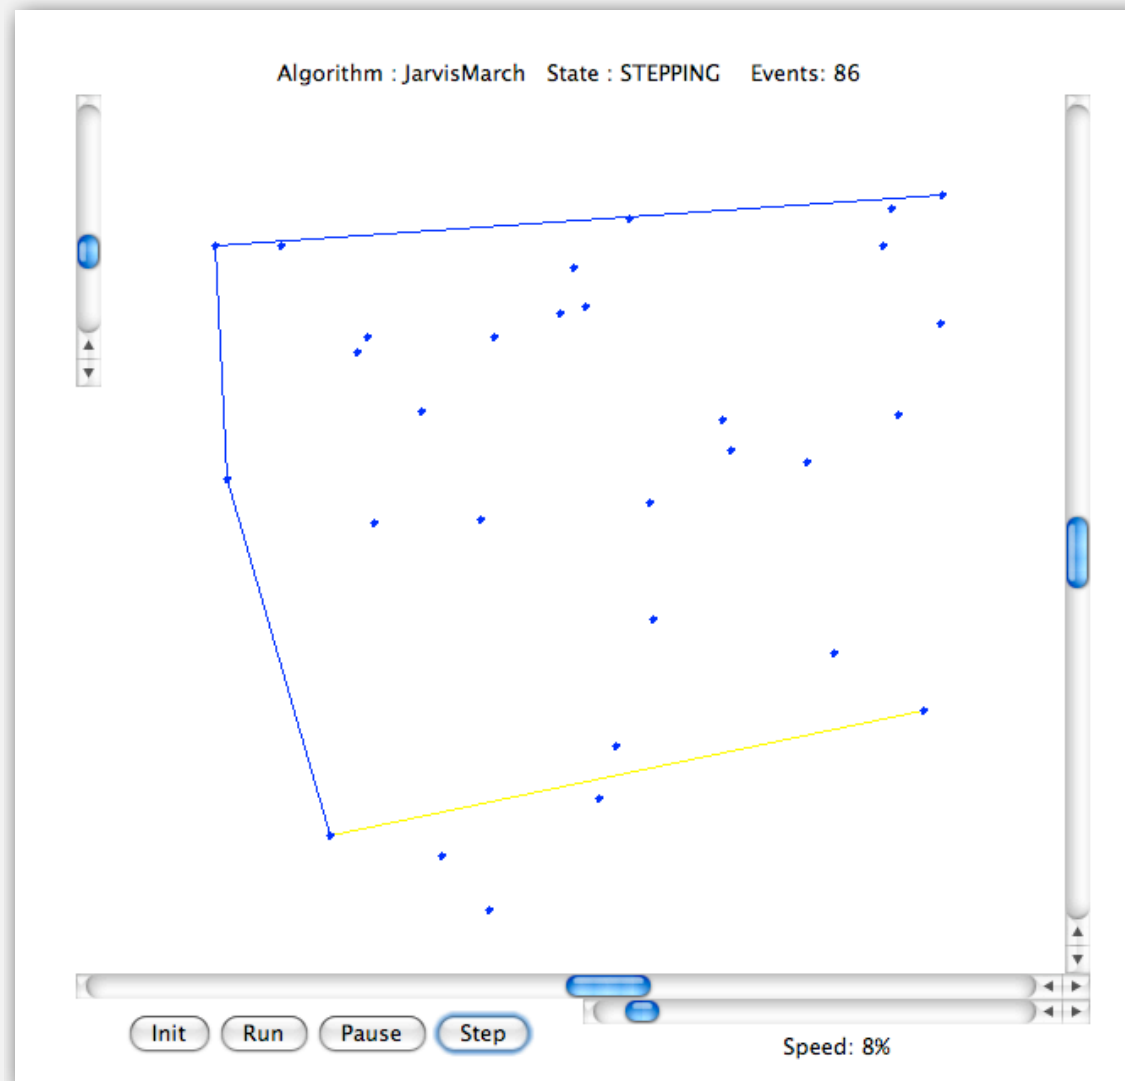 Algorithm : JarvisMarch State : STEPPING Events: 86
Init Run Pause Step
Speed: 8%